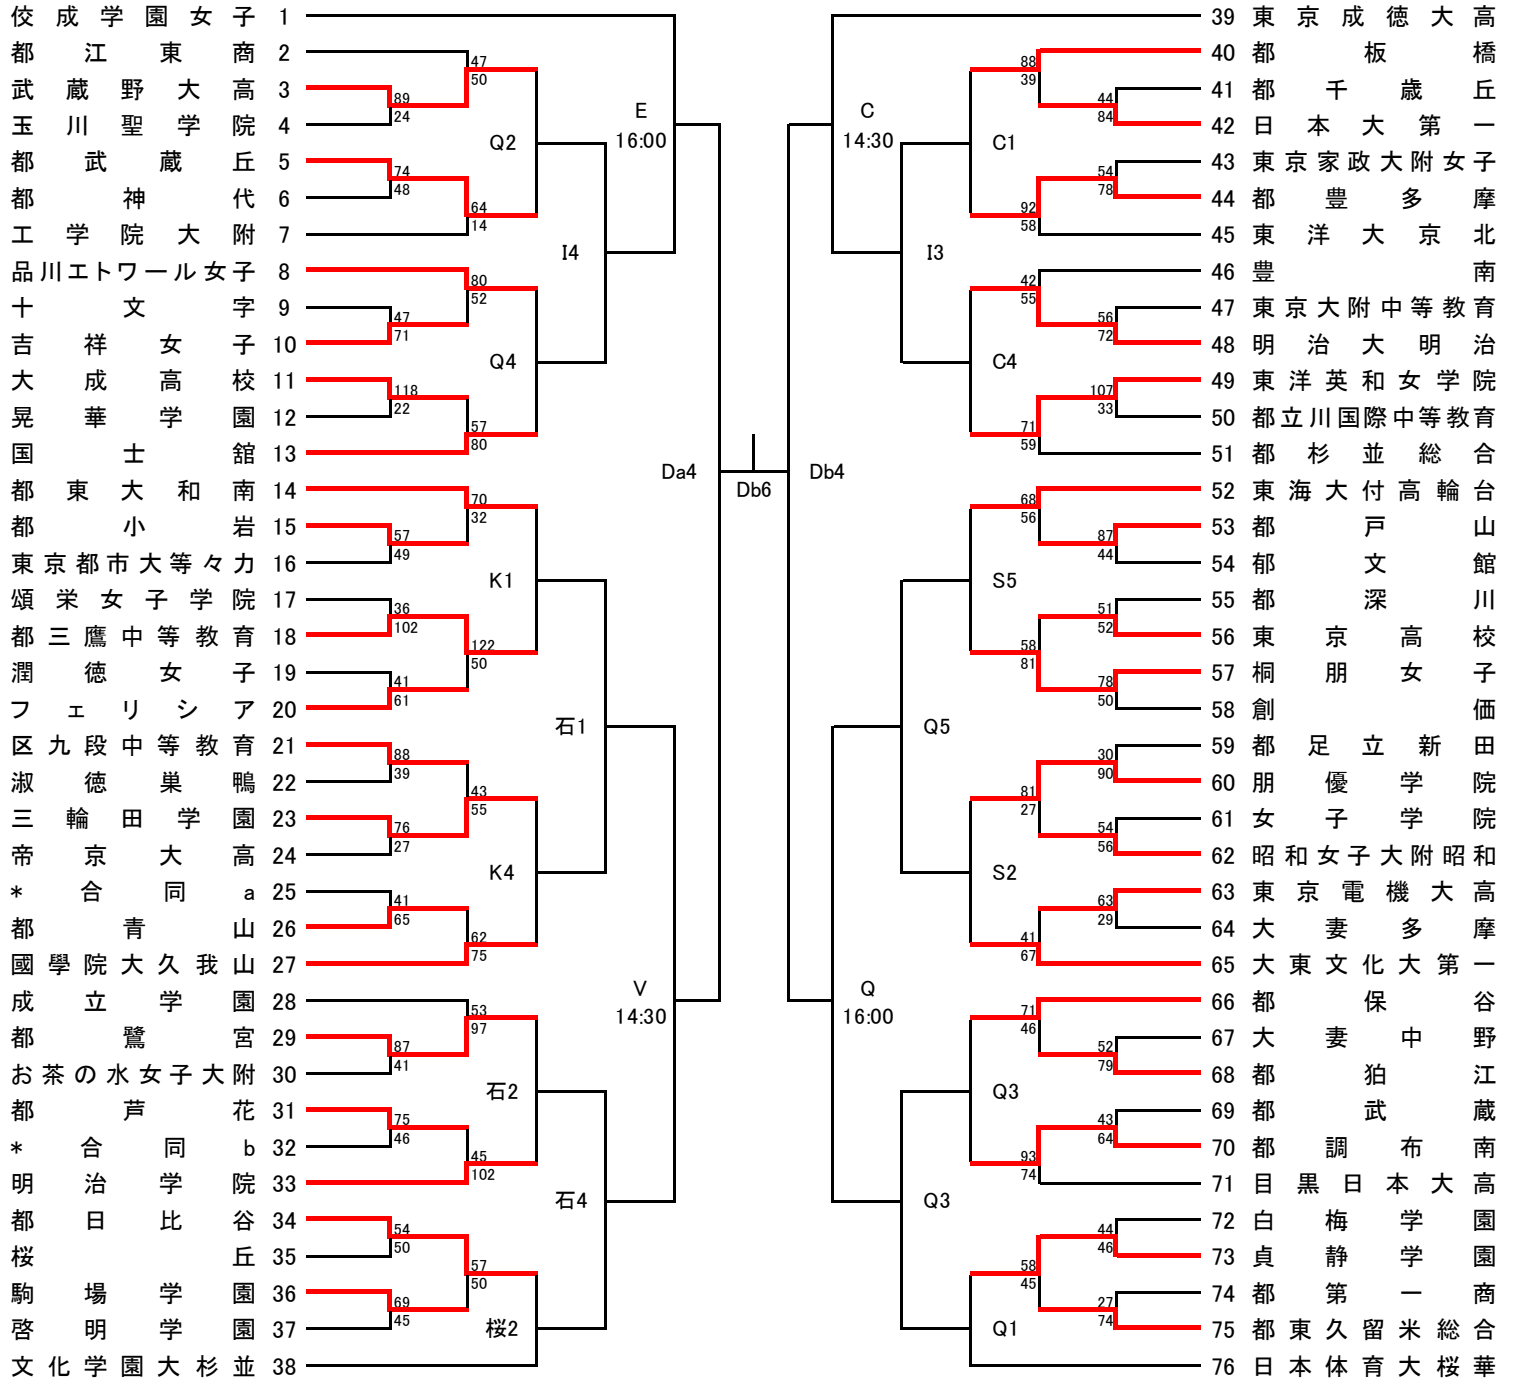 佼成学園女子 1
都江東商 2
武蔵野大高 3
玉川聖学院 4
都武蔵丘 5
都神代 6
工学院大附 7
品川エトワール女子 8
十文字 9
吉祥女子 10
大成高校 11
晃華学園 12
国士舘 13
都東大和南 14
都小岩 15
東京都市大等々力 16
頌栄女子学院 17
都三鷹中等教育 18
潤徳女子 19
フェリシア 20
区九段中等教育 21
淑徳巣鴨 22
三輪田学園 23
帝京大高 24
*合同a 25
都青山 26
國學院大久我山 27
成立学園 28
都鷺宮 29
お茶の水女子大附 30
都芦花 31
*合同b 32
明治学院 33
都日比谷 34
桜丘 35
駒場学園 36
啓明学園 37
文化学園大杉並 38
89
24
74
48
47
71
118
22
57
49
36
102
41
61
88
39
76
27
41
65
87
41
75
46
54
50
69
45
47
50
64
14
80
52
57
80
70
32
122
50
43
55
62
75
53
97
45
102
57
50
Q2
Q4
K1
K4
石2
桜2
I4
石1
石4
E
16:00
V
14:30
Da4
Db6
Db4
C
14:30
Q
16:00
I3
Q5
Q3
C1
C4
S5
S2
Q3
Q1
88
39
92
58
42
55
71
59
68
56
58
81
81
27
41
67
71
46
93
74
58
45
44
84
54
78
56
72
107
33
87
44
51
52
78
50
30
90
54
56
63
29
52
79
43
64
44
46
27
74
39 東京成徳大高
40 都板橋
41 都千歳丘
42 日本大第一
43 東京家政大附女子
44 都豊多摩
45 東洋大京北
46 豊南
47 東京大附中等教育
48 明治大明治
49 東洋英和女学院
50 都立川国際中等教育
51 都杉並総合
52 東海大付高輪台
53 都戸山
54 郁文館
55 都深川
56 東京高校
57 桐朋女子
58 創価
59 都足立新田
60 朋優学院
61 女子学院
62 昭和女子大附昭和
63 東京電機大高
64 大妻多摩
65 大東文化大第一
66 都保谷
67 大妻中野
68 都狛江
69 都武蔵
70 都調布南
71 目黒日本大高
72 白梅学園
73 貞静学園
74 都第一商
75 都東久留米総合
76 日本体育大桜華